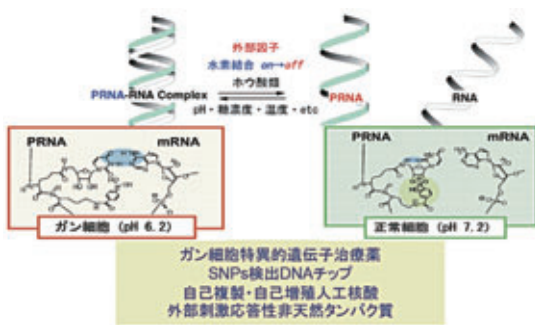 外部因子
水素結合 on→off
ホウ酸類
PRNA-RNA Complex
pH・糖濃度・温度・etc
PRNA
RNA
PRNA mRNA
ガン細胞 (pH 6.2)
PRNA mRNA
正常細胞 (pH 7.2)
ガン細胞特異的遺伝子治療薬
SNPs検出DNAチップ
自己複製・自己増殖人工核酸
外部刺激応答性非天然タンパク質